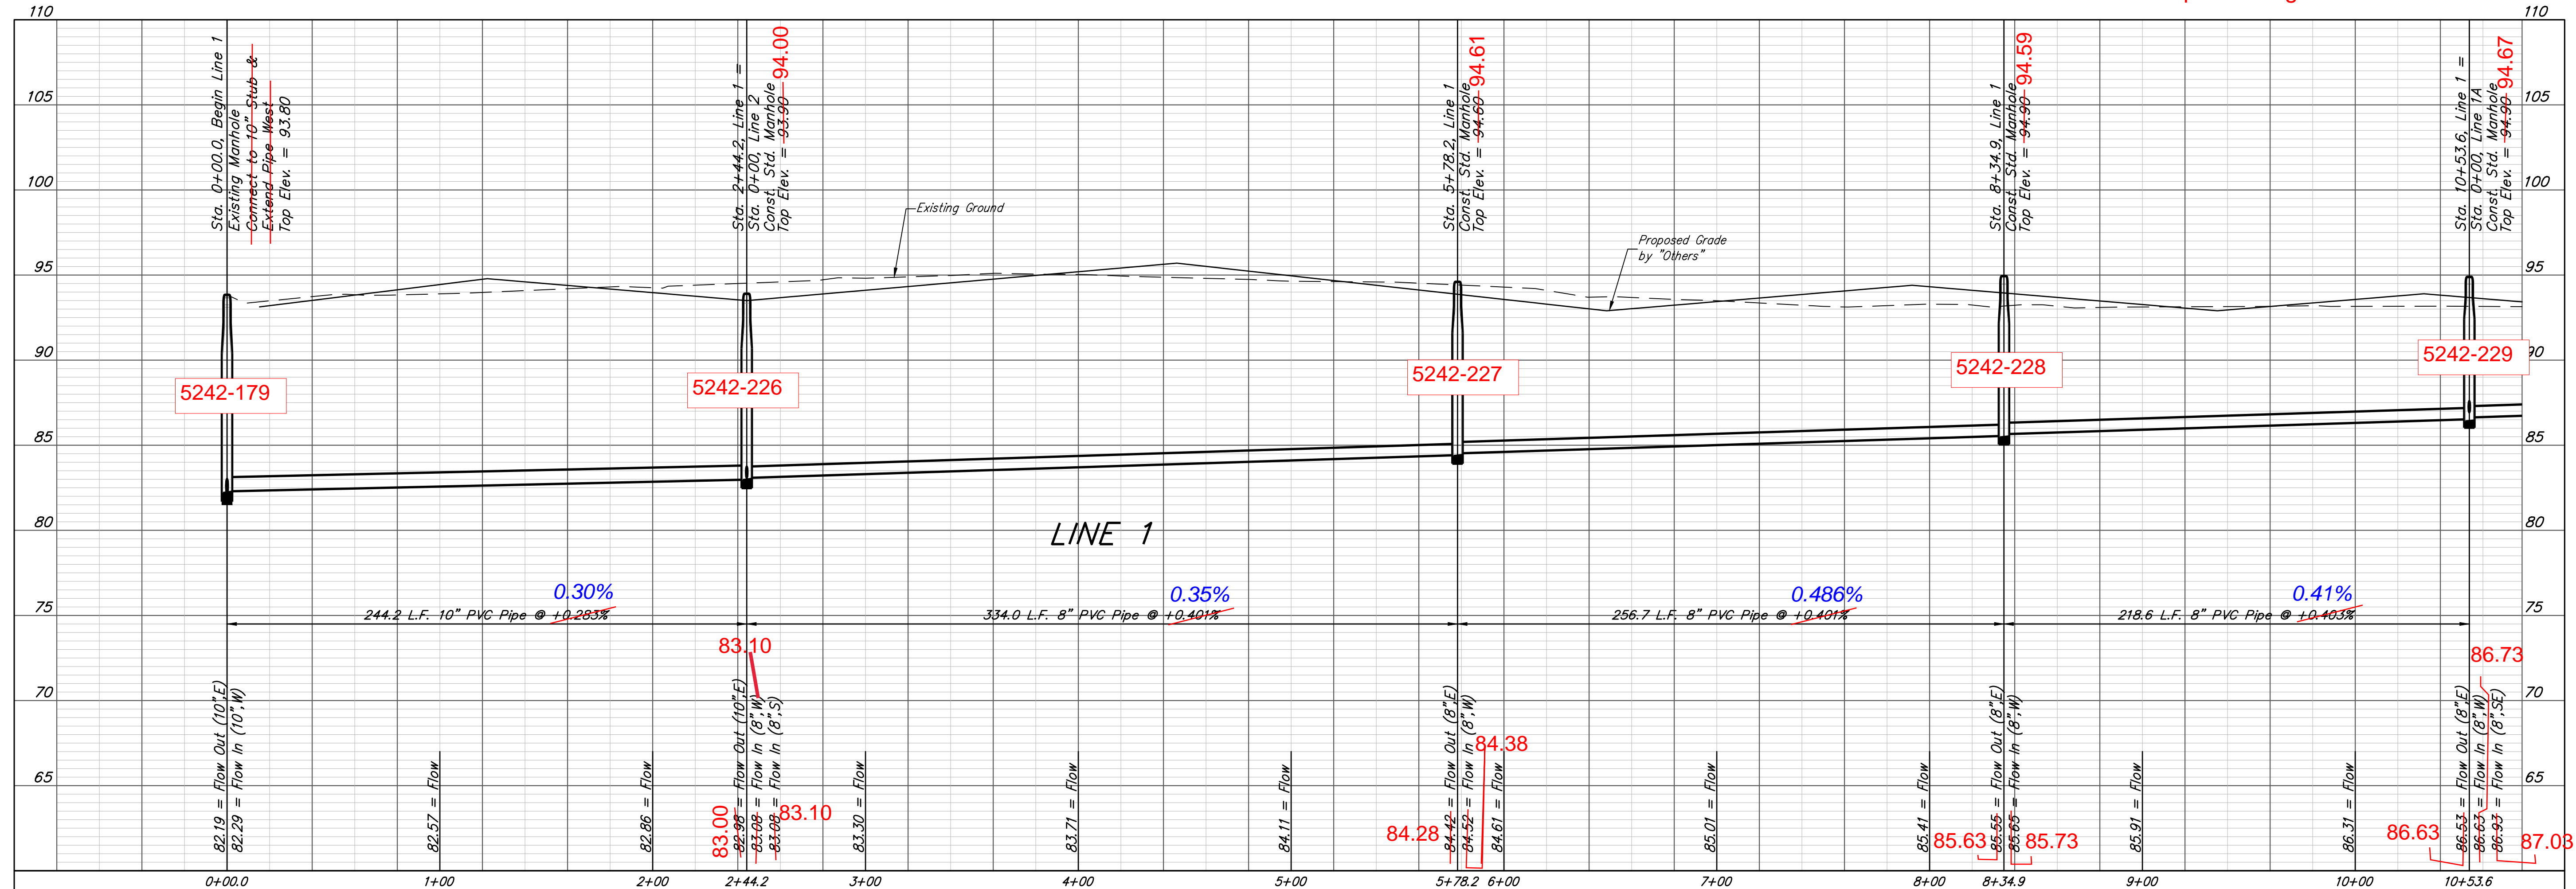 110
105
100
95
90
85
80
75
70
65
110
105
100
95
90
85
80
75
70
65
Sta. 0+00.0, Begin Line 1
Existing Manhole
Connect to 10" Stub &
Extend Pipe West
Top Elev. = 93.80
Sta. 2+44.2, Line 1 =
Sta. 0+00, Line 2
Const. Std. Manhole
Top Elev. = 93.90 94.00
Sta. 5+78.2, Line 1
Const. Std. Manhole
Top Elev. = 94.60 94.61
Sta. 8+34.9, Line 1
Const. Std. Manhole
Top Elev. = 94.90 94.59
Sta. 10+53.6, Line 1 =
Sta. 0+00, Line 1A
Const. Std. Manhole
Top Elev. = 94.90 94.67
Existing Ground
Proposed Grade
by "Others"
5242-179
5242-226
5242-227
5242-228
5242-229
LINE 1
0.30%
244.2 L.F. 10" PVC Pipe @ +0.283%
0.35%
334.0 L.F. 8" PVC Pipe @ +0.401%
0.486%
256.7 L.F. 8" PVC Pipe @ +0.401%
0.41%
218.6 L.F. 8" PVC Pipe @ +0.403%
82.19 = Flow Out (10",E)
82.29 = Flow In (10",W)
82.57 = Flow
82.86 = Flow
83.10
83.00
82.98 = Flow Out (10",E)
83.08 = Flow In (8",W)
83.08 = Flow In (8",S)
83.10
83.30 = Flow
83.71 = Flow
84.11 = Flow
84.28
84.42 = Flow Out (8",E)
84.52 = Flow In (8",W)
84.38
84.61 = Flow
85.01 = Flow
85.41 = Flow
85.63
85.55 = Flow Out (8",E)
85.65 = Flow In (8",W)
85.73
85.91 = Flow
86.31 = Flow
86.63
86.53 = Flow Out (8",E)
86.63 = Flow In (8",W)
86.93 = Flow In (8",SE)
86.73
87.03
0+00.0
1+00
2+00
2+44.2
3+00
4+00
5+00
5+78.2
6+00
7+00
8+00
8+34.9
9+00
10+00
10+53.6